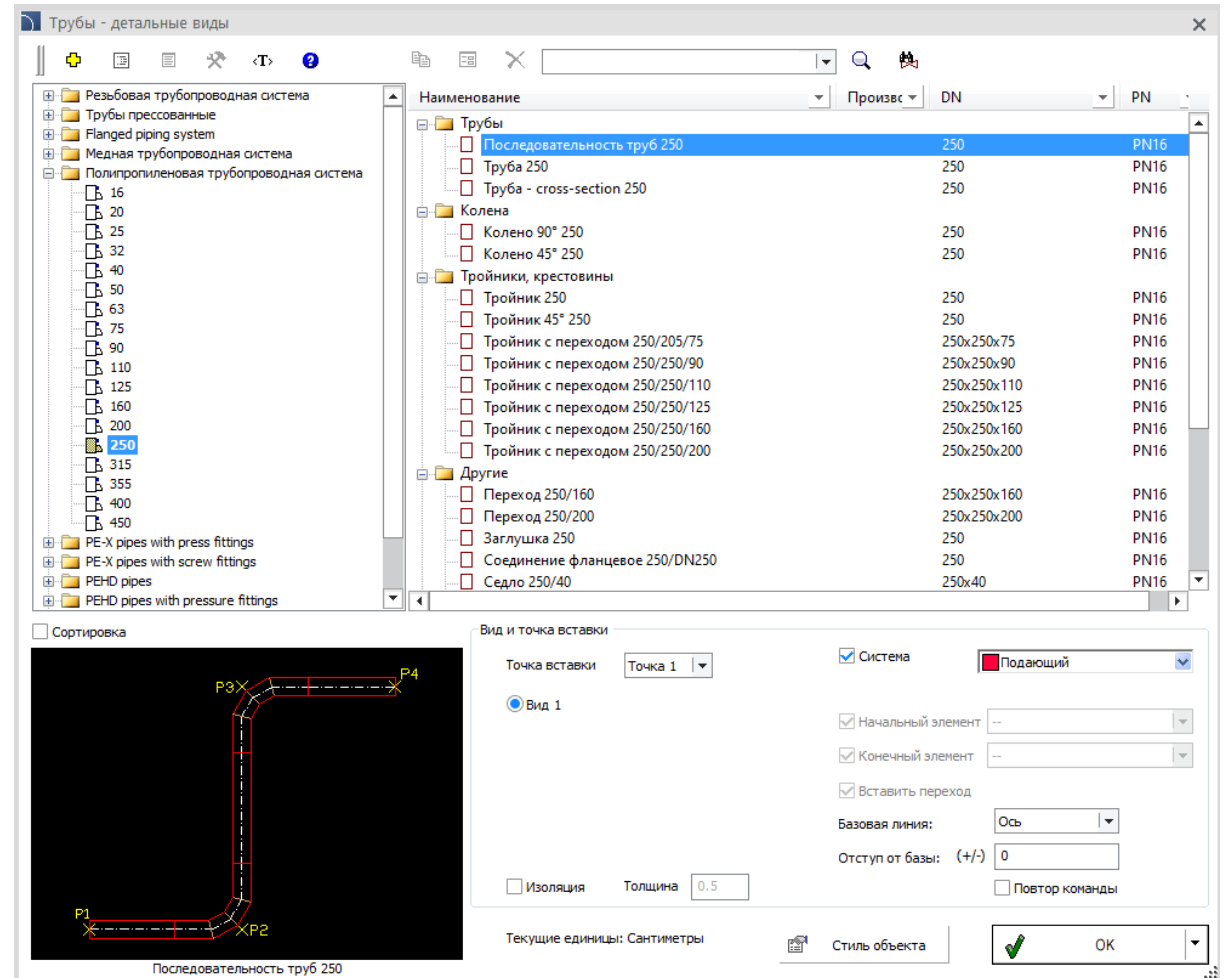 Трубы - детальные виды
‹T›
Резьбовая трубопроводная система
Трубы прессованные
Flanged piping system
Медная трубопроводная система
Полипропиленовая трубопроводная система
16
20
25
32
40
50
63
75
90
110
125
160
200
250
315
355
400
450
PE-X pipes with press fittings
PE-X pipes with screw fittings
PEHD pipes
PEHD pipes with pressure fittings
Наименование Произвс DN PN
Трубы
Последовательность труб 250 250 PN16
Труба 250 250 PN16
Труба - cross-section 250 250 PN16
Колена
Колено 90° 250 250 PN16
Колено 45° 250 250 PN16
Тройники, крестовины
Тройник 250 250 PN16
Тройник 45° 250 250 PN16
Тройник с переходом 250/205/75 250x250x75 PN16
Тройник с переходом 250/250/90 250x250x90 PN16
Тройник с переходом 250/250/110 250x250x110 PN16
Тройник с переходом 250/250/125 250x250x125 PN16
Тройник с переходом 250/250/160 250x250x160 PN16
Тройник с переходом 250/250/200 250x250x200 PN16
Другие
Переход 250/160 250x250x160 PN16
Переход 250/200 250x250x200 PN16
Заглушка 250 250 PN16
Соединение фланцевое 250/DN250 250 PN16
Седло 250/40 250x40 PN16
Сортировка
P3
P4
P1
P2
Последовательность труб 250
Вид и точка вставки
Точка вставки Точка 1
Вид 1
Изоляция Толщина 0.5
Система Подающий
Начальный элемент --
Конечный элемент --
Вставить переход
Базовая линия: Ось
Отступ от базы: (+/-) 0
Повтор команды
Текущие единицы: Сантиметры
Стиль объекта
OK